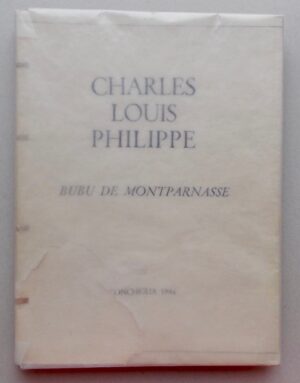 CHARLES
LOUIS
PHILIPPE
BUBU DE MONTPARNASSE